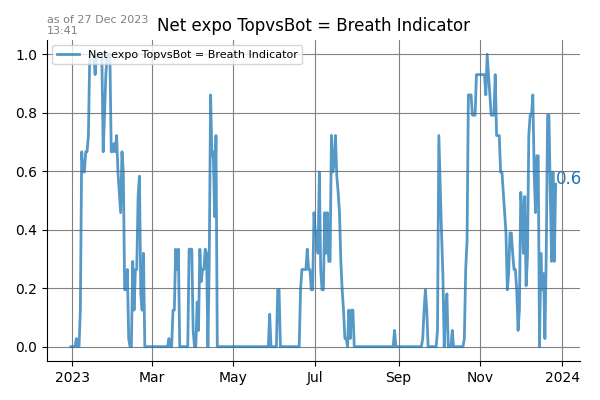 as of 27 Dec 2023
13:41
Net expo TopvsBot = Breath Indicator
Net expo TopvsBot = Breath Indicator
1.0
0.8
0.6
0.6
0.4
0.2
0.0
2023 Mar May Jul Sep Nov 2024